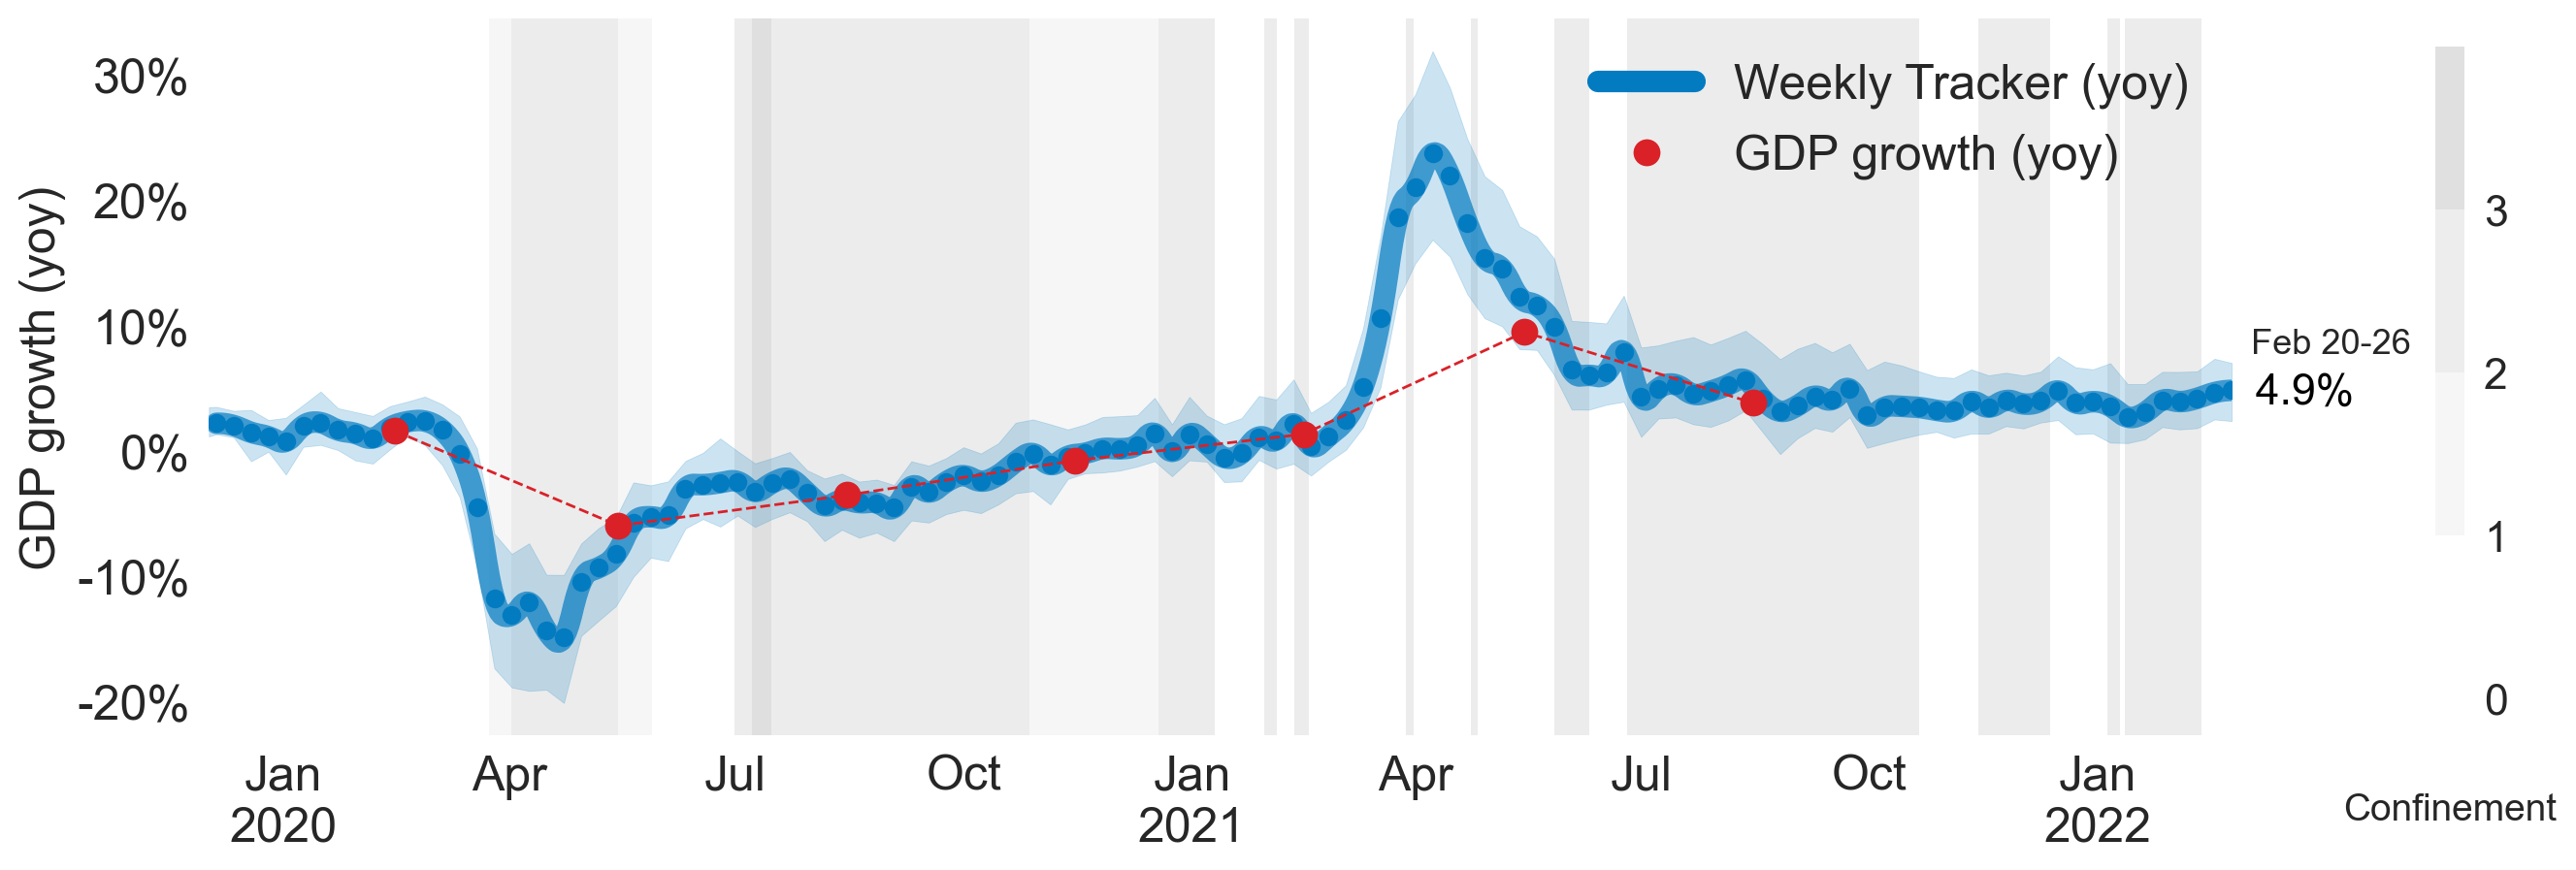 GDP growth (yoy)
30%
20%
10%
0%
-10%
-20%
Weekly Tracker (yoy)
GDP growth (yoy)
Feb 20-26
4.9%
3
2
1
0
Jan Apr Jul Oct Jan Apr Jul Oct Jan
2020 2021 2022
Confinement